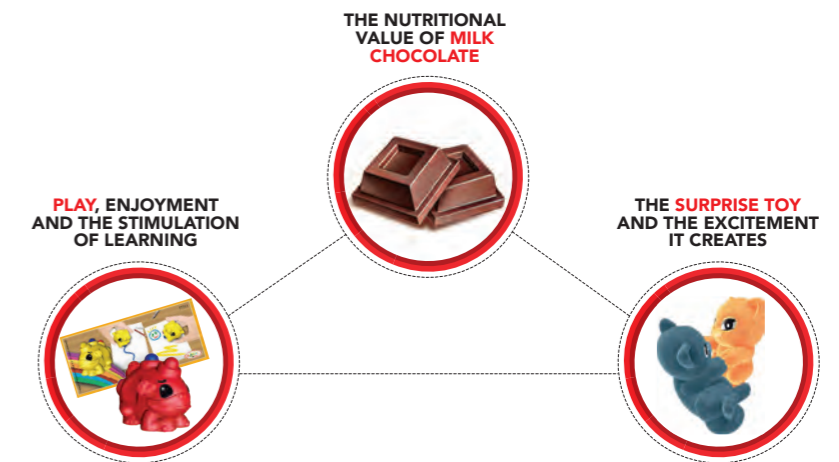 THE NUTRITIONAL
VALUE OF MILK
CHOCOLATE
PLAY, ENJOYMENT
AND THE STIMULATION
OF LEARNING
THE SURPRISE TOY
AND THE EXCITEMENT
IT CREATES